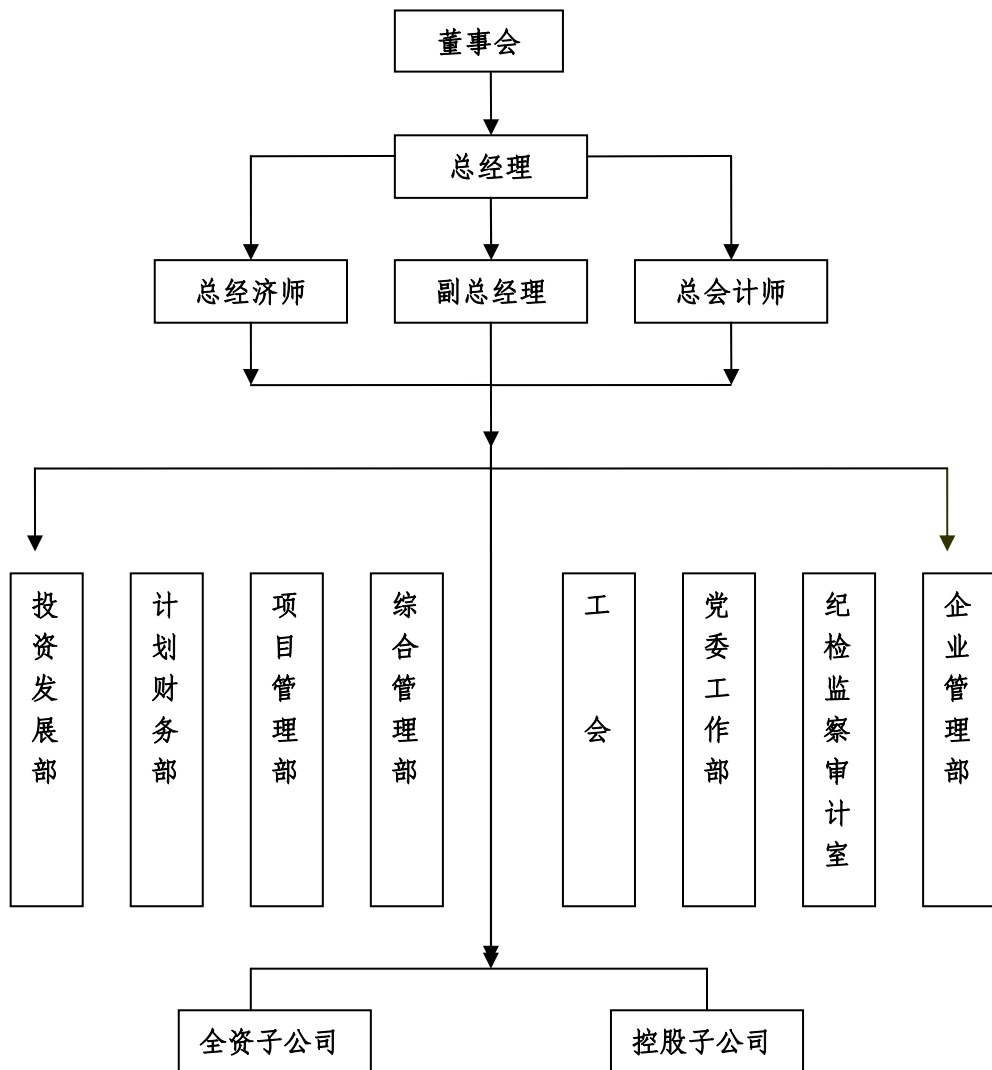 董事会
总经理
总经济师
副总经理
总会计师
投资发展部
计划财务部
项目管理部
综合管理部
工会
党委工作部
纪检监察审计室
企业管理部
全资子公司
控股子公司